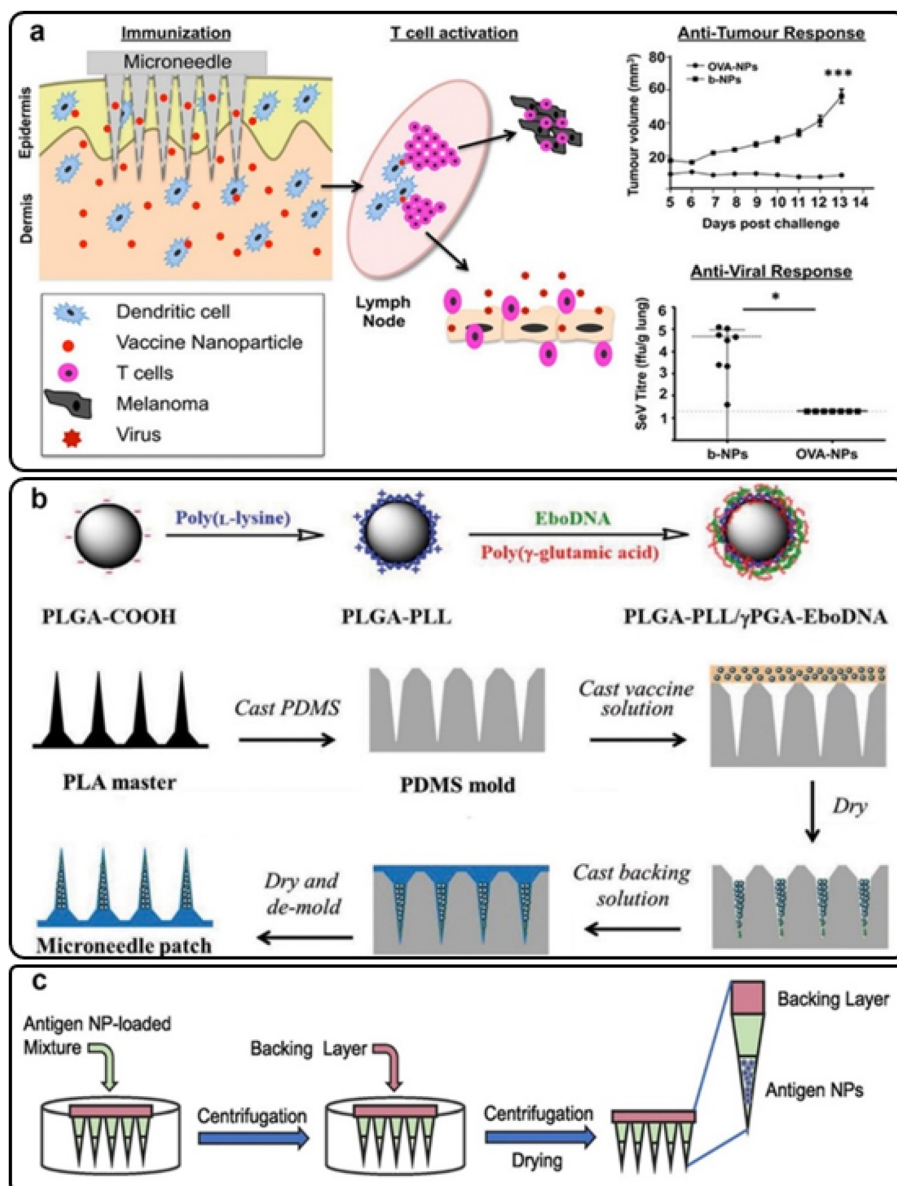 a
Immunization
Microneedle
Epidermis
Dermis
T cell activation
Lymph
Node
Dendritic cell
Vaccine Nanoparticle
T cells
Melanoma
Virus
Anti-Tumour Response
OVA-NPs
b-NPs
***
Tumour volume (mm³)
80
60
40
20
5 6 7 8 9 10 11 12 13 14
Days post challenge
Anti-Viral Response
*
SeV Titre (ffu/g lung)
6
5
4
3
2
1
b-NPs OVA-NPs
b
Poly(L-lysine)
EboDNA
Poly(γ-glutamic acid)
PLGA-COOH
PLGA-PLL
PLGA-PLL/γPGA-EboDNA
Cast PDMS
Cast vaccine
solution
PLA master
PDMS mold
Dry
Cast backing
solution
Dry and
de-mold
Microneedle patch
c
Antigen NP-loaded
Mixture
Centrifugation
Backing Layer
Centrifugation
Drying
Backing Layer
Antigen NPs